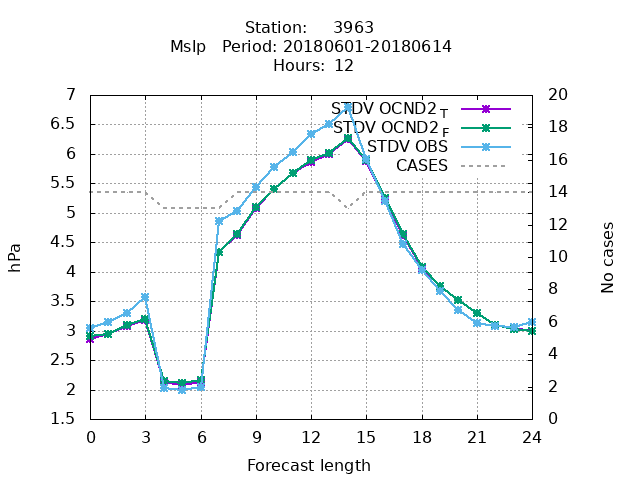 Station: 3963
Mslp Period: 20180601-20180614
Hours: 12
7 20
STDV OCND2 T
6.5 18
STDV OCND2 F
STDV OBS
6 16
CASES
5.5 14
5 12
4.5 10
4 8
3.5
3 6
2.5 4
2 2
1.5 0
hPa
No cases
0 3 6 9 12 15 18 21 24
Forecast length